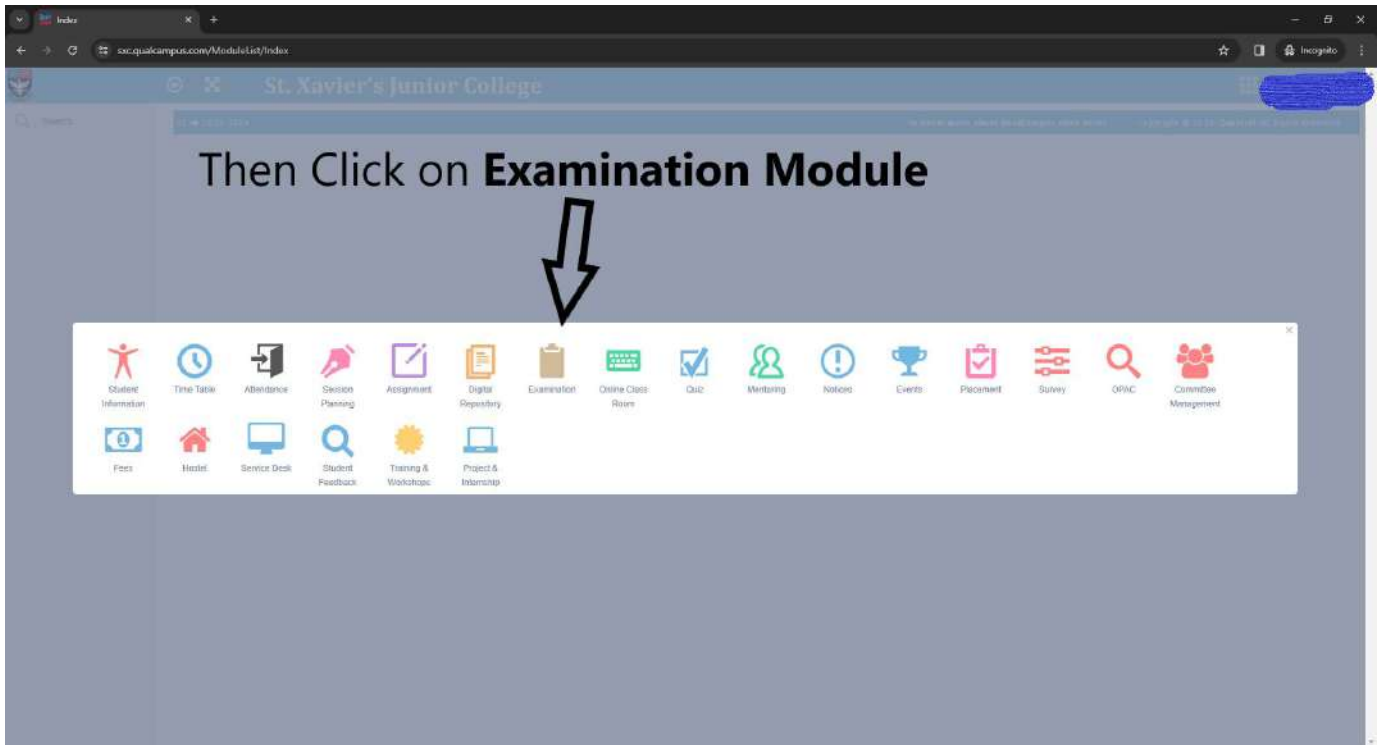 Index
sxc.qualcampus.com/ModuleList/Index
Incognito
St. Xavier's Junior College
Search
Then Click on Examination Module
Student Information
Time Table
Attendance
Session Planning
Assignment
Digital Repository
Examination
Online Class Room
Quiz
Mentoring
Notices
Events
Placement
Survey
OPAC
Committee Management
Fees
Hostel
Service Desk
Student Feedback
Training & Workshops
Project & Internship